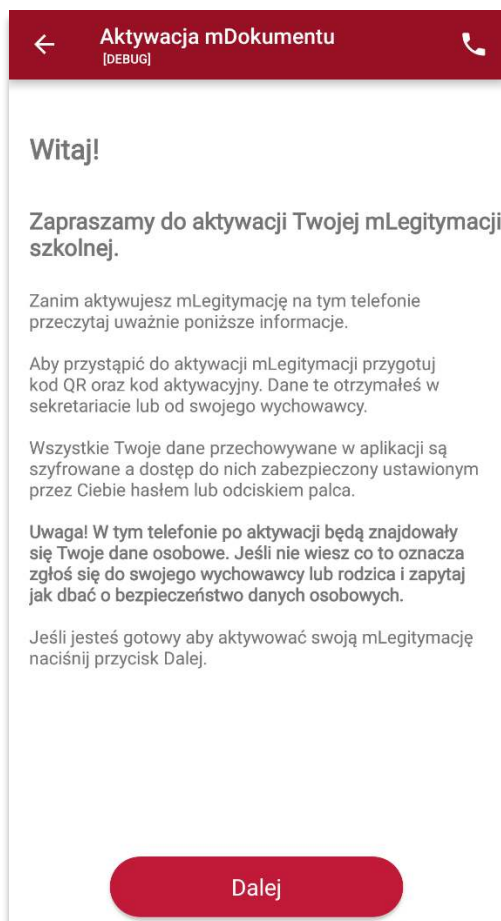 Aktywacja mDokumentu
[DEBUG]
Witaj!
Zapraszamy do aktywacji Twojej mLegitymacji
szkolnej.
Zanim aktywujesz mLegitymację na tym telefonie
przeczytaj uważnie poniższe informacje.
Aby przystąpić do aktywacji mLegitymacji przygotuj
kod QR oraz kod aktywacyjny. Dane te otrzymałeś w
sekretariacie lub od swojego wychowawcy.
Wszystkie Twoje dane przechowywane w aplikacji są
szyfrowane a dostęp do nich zabezpieczony ustawionym
przez Ciebie hasłem lub odciskiem palca.
Uwaga! W tym telefonie po aktywacji będą znajdowały
się Twoje dane osobowe. Jeśli nie wiesz co to oznacza
zgłoś się do swojego wychowawcy lub rodzica i zapytaj
jak dbać o bezpieczeństwo danych osobowych.
Jeśli jesteś gotowy aby aktywować swoją mLegitymację
naciśnij przycisk Dalej.
Dalej